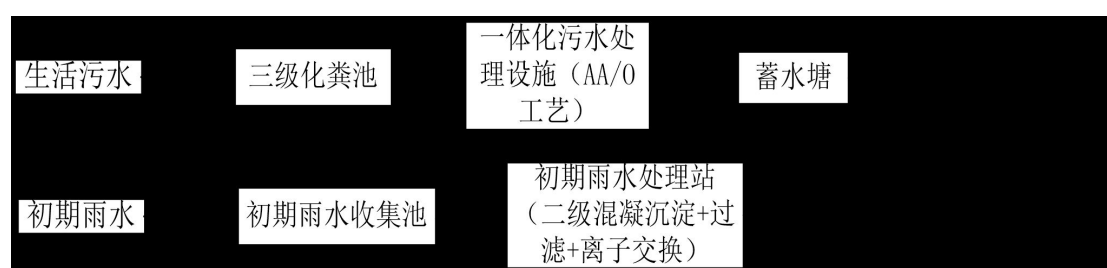 生活污水
三级化粪池
一体化污水处
理设施（AA/O
工艺）
蓄水塘
初期雨水
初期雨水收集池
初期雨水处理站
（二级混凝沉淀+过
滤+离子交换）